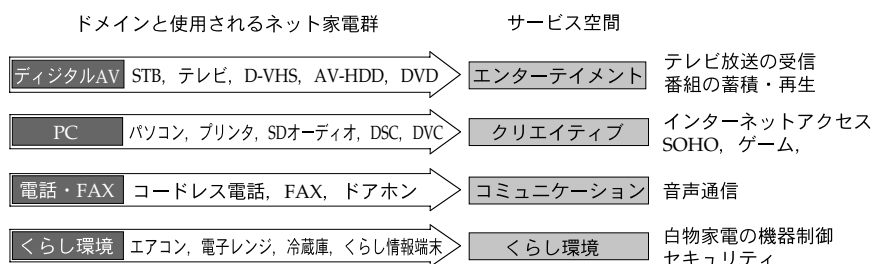 ドメインと使用されるネット家電群 サービス空間
ディジタルAV STB, テレビ, D-VHS, AV-HDD, DVD エンターテイメント テレビ放送の受信
番組の蓄積・再生
PC パソコン, プリンタ, SDオーディオ, DSC, DVC クリエイティブ インターネットアクセス
SOHO, ゲーム,
電話・FAX コードレス電話, FAX, ドアホン コミュニケーション 音声通信
くらし環境 エアコン, 電子レンジ, 冷蔵庫, くらし情報端末 くらし環境 白物家電の機器制御
セキュリティ